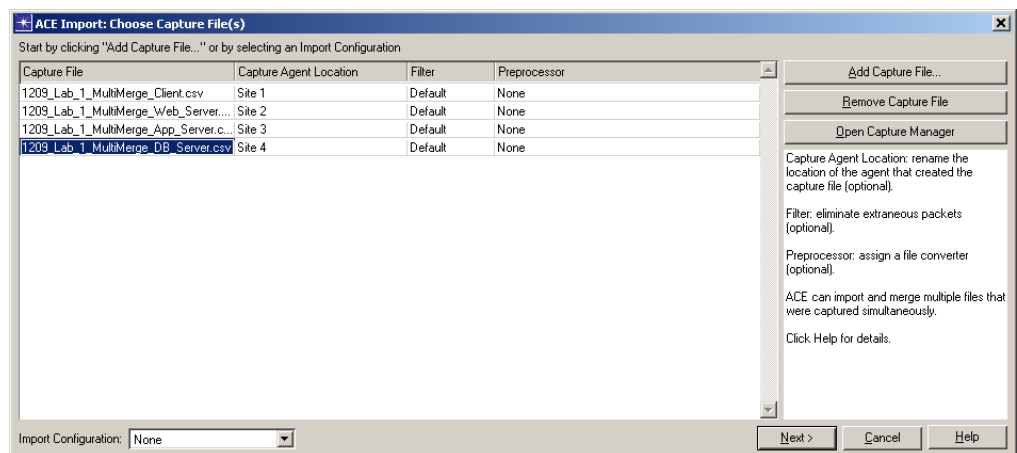 ACE Import: Choose Capture File(s)
Start by clicking "Add Capture File..." or by selecting an Import Configuration
Capture File Capture Agent Location Filter Preprocessor
1209_Lab_1_MultiMerge_Client.csv Site 1 Default None
1209_Lab_1_MultiMerge_Web_Server.... Site 2 Default None
1209_Lab_1_MultiMerge_App_Server.c... Site 3 Default None
1209_Lab_1_MultiMerge_DB_Server.csv Site 4 Default None
Add Capture File...
Remove Capture File
Open Capture Manager
Capture Agent Location: rename the
location of the agent that created the
capture file (optional).
Filter: eliminate extraneous packets
(optional).
Preprocessor: assign a file converter
(optional).
ACE can import and merge multiple files that
were captured simultaneously.
Click Help for details.
Import Configuration: None
Next > Cancel Help